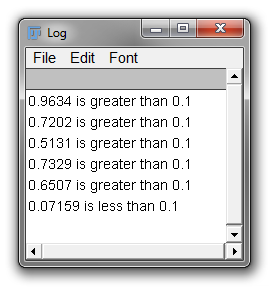 Log
File Edit Font
0.9634 is greater than 0.1
0.7202 is greater than 0.1
0.5131 is greater than 0.1
0.7329 is greater than 0.1
0.6507 is greater than 0.1
0.07159 is less than 0.1